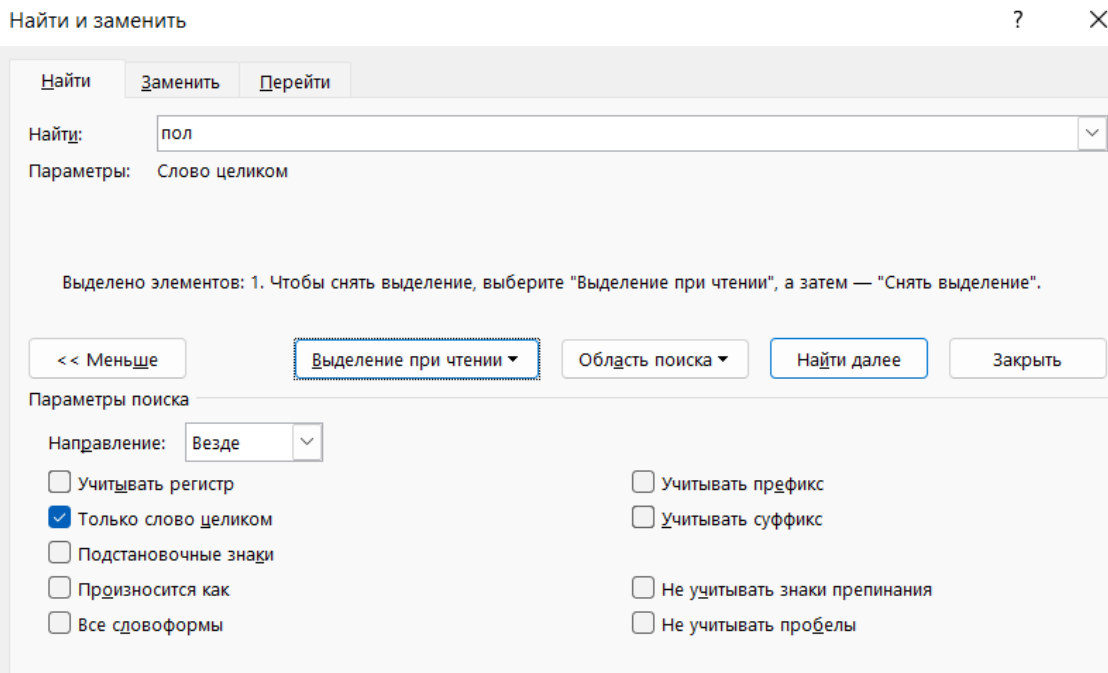 Найти и заменить ?
Найти Заменить Перейти
Найти: пол
Параметры: Слово целиком
Выделено элементов: 1. Чтобы снять выделение, выберите "Выделение при чтении", а затем — "Снять выделение".
<< Меньше Выделение при чтении Область поиска Найти далее Закрыть
Параметры поиска
Направление: Везде
Учитывать регистр Учитывать префикс
Только слово целиком Учитывать суффикс
Подстановочные знаки
Произносится как Не учитывать знаки препинания
Все словоформы Не учитывать пробелы